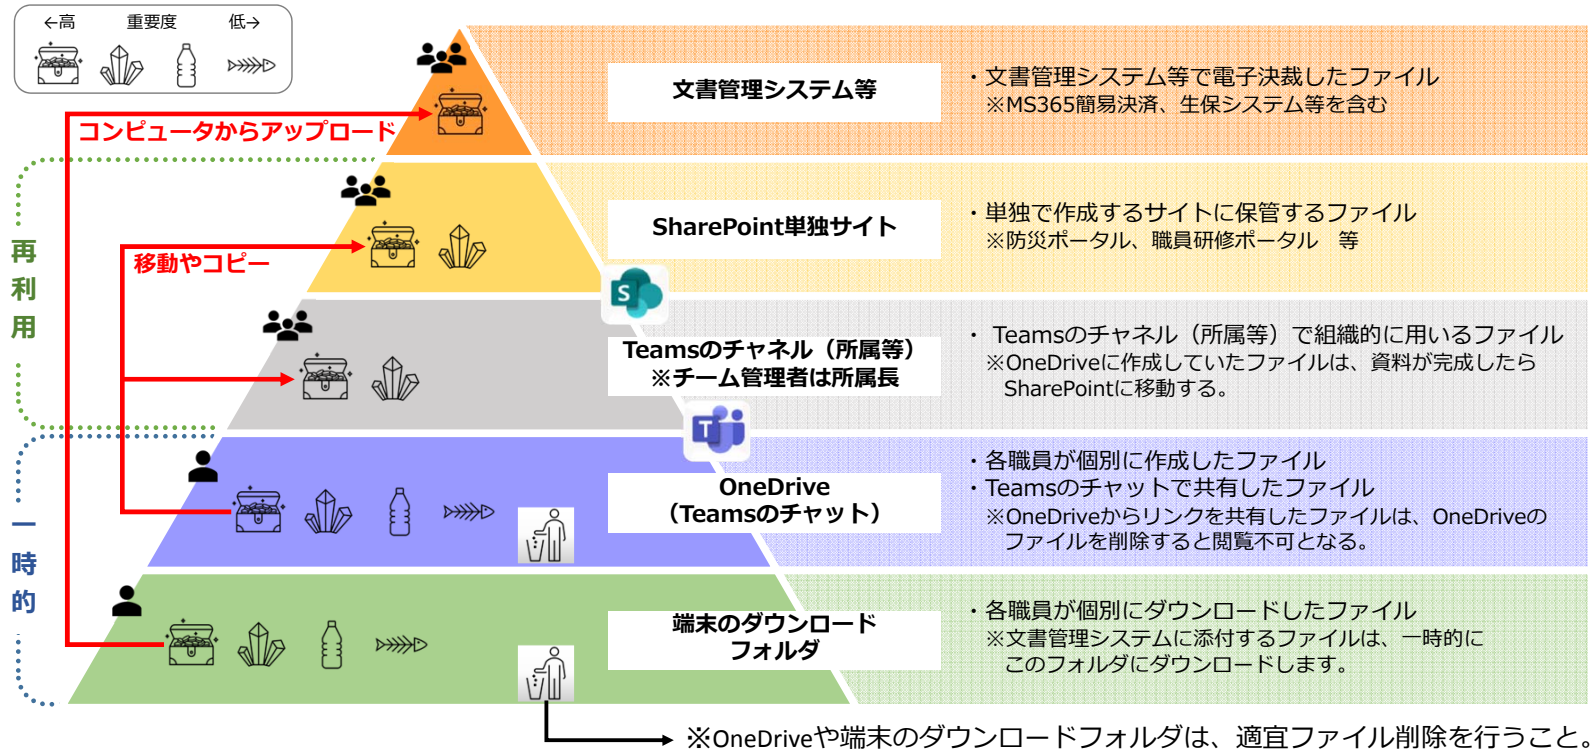 ←高 重要度 低→
文書管理システム等
・文書管理システム等で電子決裁したファイル
※MS365簡易決済、生保システム等を含む
コンピュータからアップロード
SharePoint単独サイト
・単独で作成するサイトに保管するファイル
※防災ポータル、職員研修ポータル 等
再利用
移動やコピー
S
Teamsのチャネル（所属等）
※チーム管理者は所属長
・ Teamsのチャネル（所属等）で組織的に用いるファイル
※OneDriveに作成していたファイルは、資料が完成したら
SharePointに移動する。
T
OneDrive
（Teamsのチャット）
・各職員が個別に作成したファイル
・Teamsのチャットで共有したファイル
※OneDriveからリンクを共有したファイルは、OneDriveの
ファイルを削除すると閲覧不可となる。
一時的
端末のダウンロード
フォルダ
・各職員が個別にダウンロードしたファイル
※文書管理システムに添付するファイルは、一時的に
このフォルダにダウンロードします。
※OneDriveや端末のダウンロードフォルダは、適宜ファイル削除を行うこと。